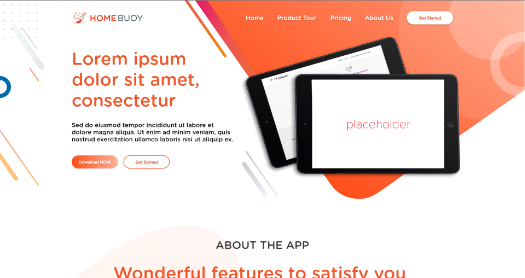 HOMEBUOY
Home Product Tour Pricing About Us Get Started
Lorem ipsum
dolor sit amet,
consectetur
Sed do eiusmod tempor incididunt ut labore et
dolore magna aliqua. Ut enim ad minim veniam, quis
nostrud exercitation ullamco laboris nisi ut aliquip ex.
Download NOW! Get Started
placeholder
ABOUT THE APP
Wonderful features to satisfy you